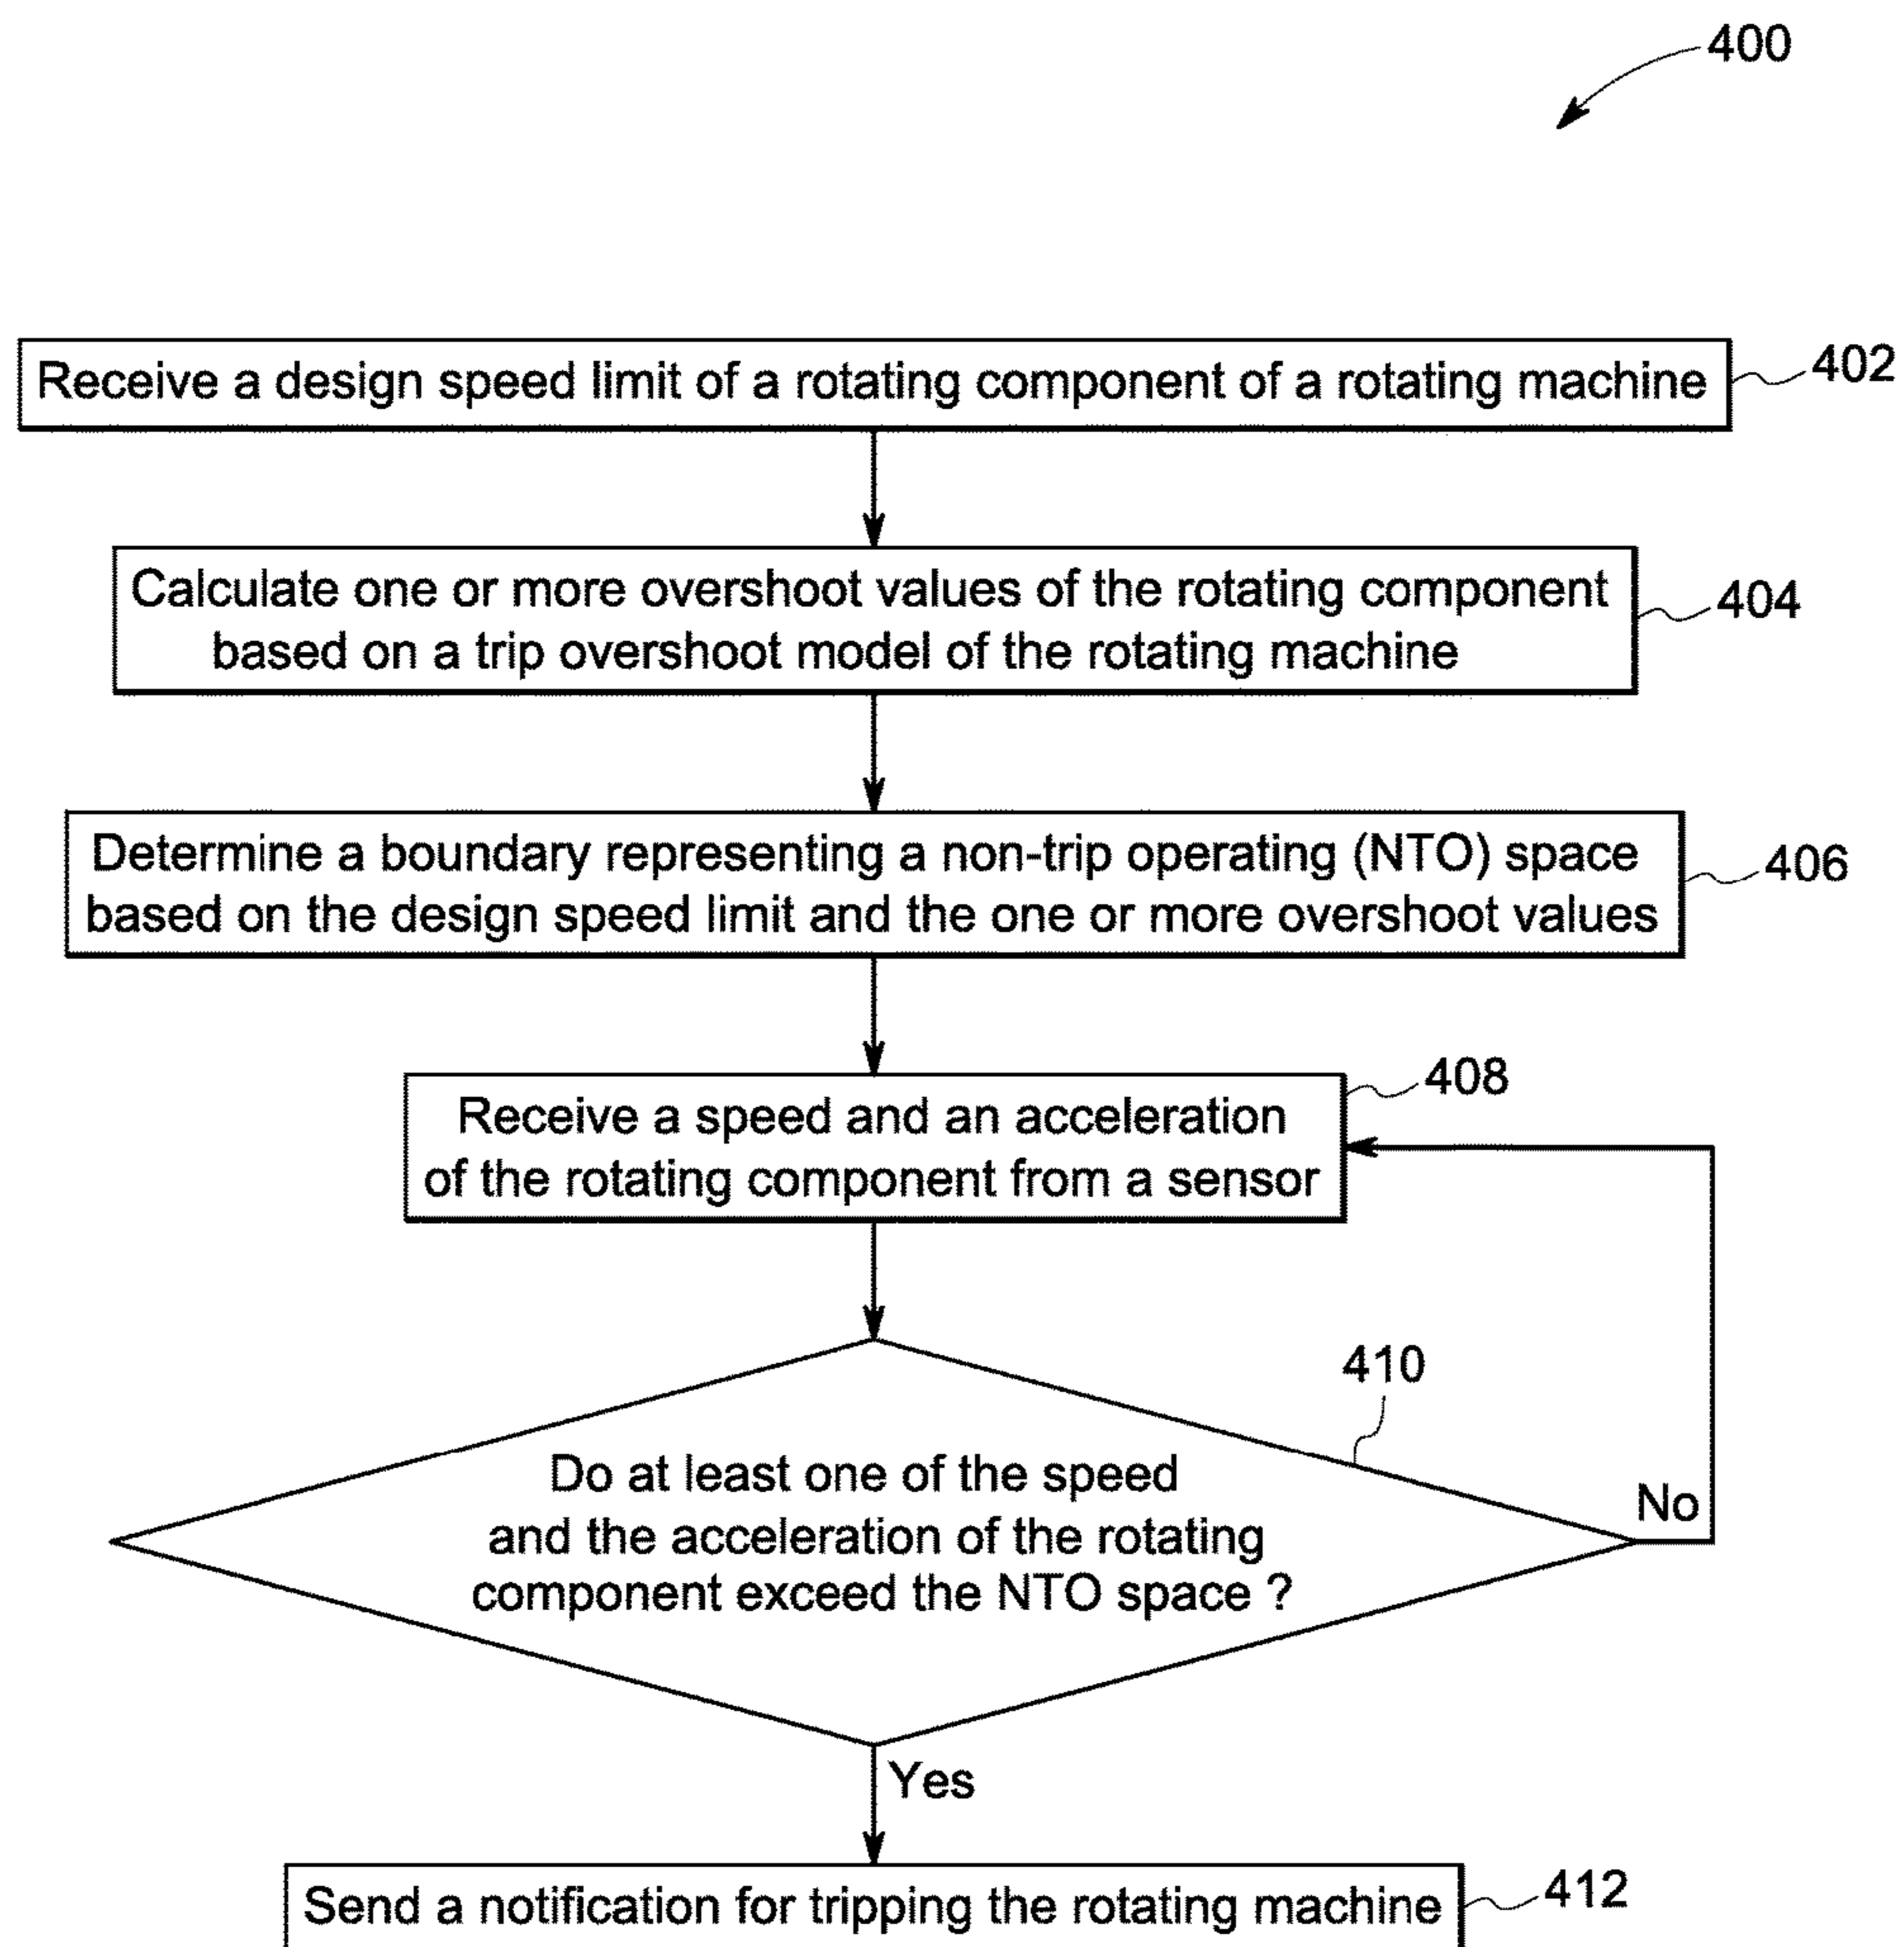 400
Receive a design speed limit of a rotating component of a rotating machine
402
Calculate one or more overshoot values of the rotating component
based on a trip overshoot model of the rotating machine
404
Determine a boundary representing a non-trip operating (NTO) space
based on the design speed limit and the one or more overshoot values
406
Receive a speed and an acceleration
of the rotating component from a sensor
408
410
Do at least one of the speed
and the acceleration of the rotating
component exceed the NTO space ?
No
Yes
Send a notification for tripping the rotating machine
412